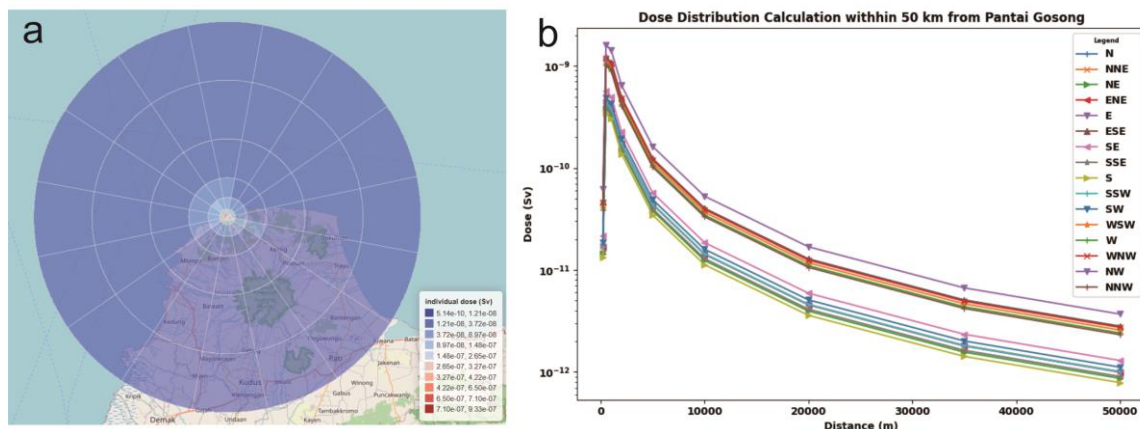 a
individual dose (Sv)
5.14e-10, 1.21e-08
1.21e-08, 3.72e-08
3.72e-08, 8.97e-08
8.97e-08, 1.48e-07
1.48e-07, 2.65e-07
2.65e-07, 3.27e-07
3.27e-07, 4.22e-07
4.22e-07, 6.50e-07
6.50e-07, 7.10e-07
7.10e-07, 9.33e-07
Kudus
Pati
Demak
Jakenan
Winong
Gabus
Puncakwangi
Tambakromo
Kayen
Undaan
b
Dose Distribution Calculation withhin 50 km from Pantai Gosong
Dose (Sv)
10⁻⁹
10⁻¹⁰
10⁻¹¹
10⁻¹²
0
10000
20000
30000
40000
50000
Distance (m)
Legend
N
NNE
NE
ENE
E
ESE
SE
SSE
S
SSW
SW
WSW
W
WNW
NW
NNW